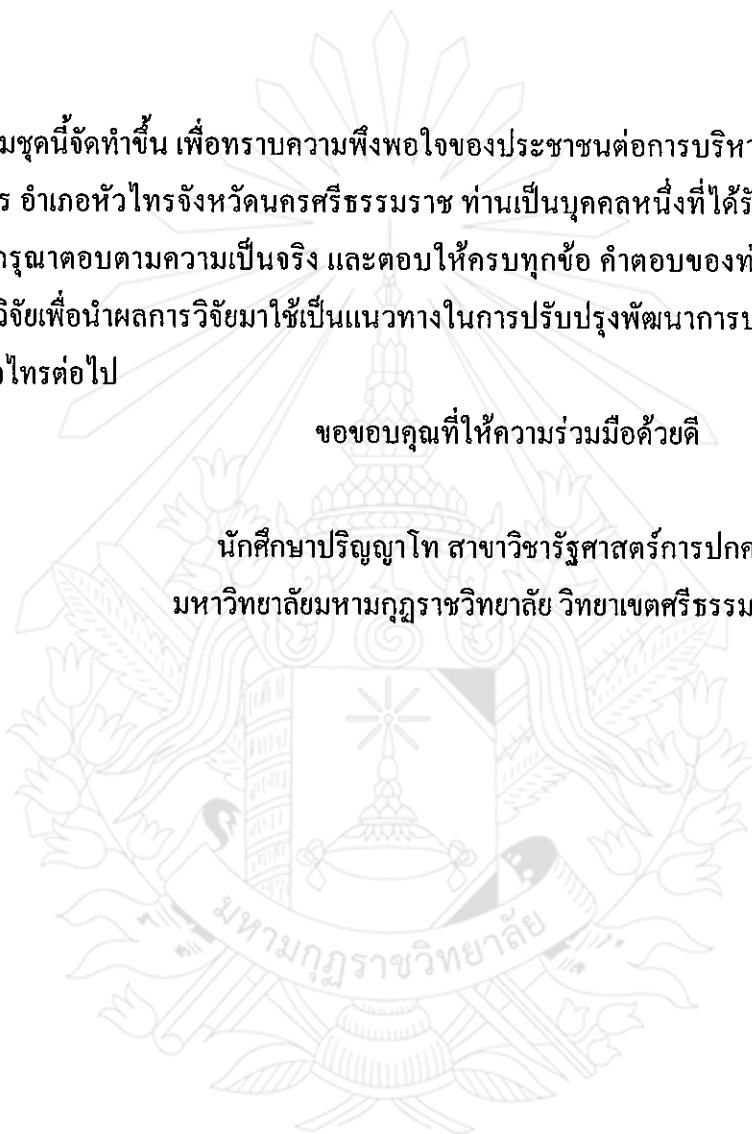 มชุดนี้จัดทำขึ้น เพื่อทราบความพึงพอใจของประชาชนต่อการบริหา
ร อำเภอหัวไทรจังหวัดนครศรีธรรมราช ท่านเป็นบุคคลหนึ่งที่ได้รั
กรุณาตอบตามความเป็นจริง และตอบให้ครบทุกข้อ คำตอบของท่
วิจัยเพื่อนำผลการวิจัยมาใช้เป็นแนวทางในการปรับปรุงพัฒนาการบ
วไทรต่อไป
ขอขอบคุณที่ให้ความร่วมมือด้วยดี
นักศึกษาปริญญาโท สาขาวิชารัฐศาสตร์การปกค
มหาวิทยาลัยมหามกุฏราชวิทยาลัย วิทยาเขตศรีธรรม
มหามกุฏราชวิทยาลัย